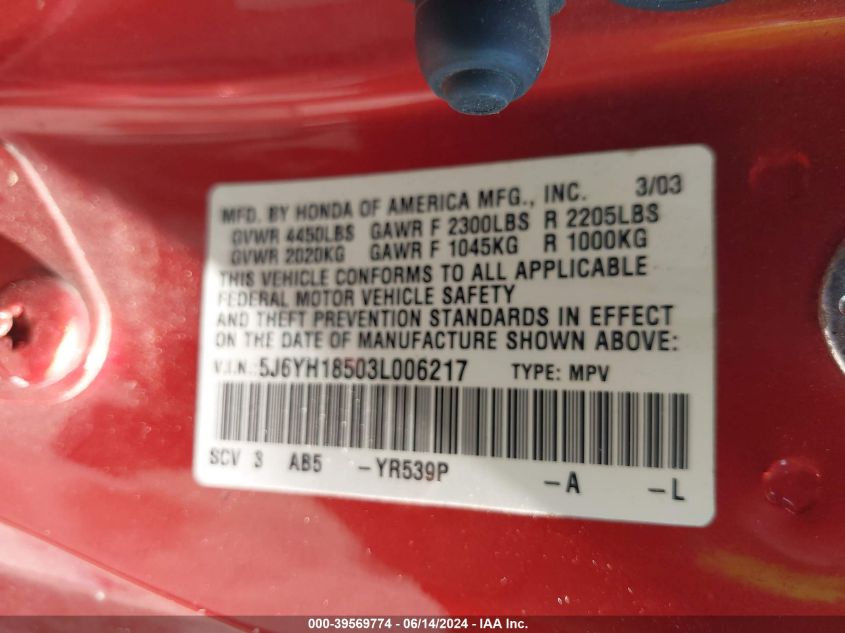 MFD. BY HONDA OF AMERICA MFG., INC. 3/03
GVWR 4450LBS GAWR F 2300LBS R 2205LBS
GVWR 2020KG GAWR F 1045KG R 1000KG
THIS VEHICLE CONFORMS TO ALL APPLICABLE
FEDERAL MOTOR VEHICLE SAFETY
AND THEFT PREVENTION STANDARDS IN EFFECT
ON THE DATE OF MANUFACTURE SHOWN ABOVE:
V.I.N.: 5J6YH18503L006217 TYPE: MPV
SCV 3 AB5 -YR539P -A -L
000-39569774 - 06/14/2024 - IAA Inc.